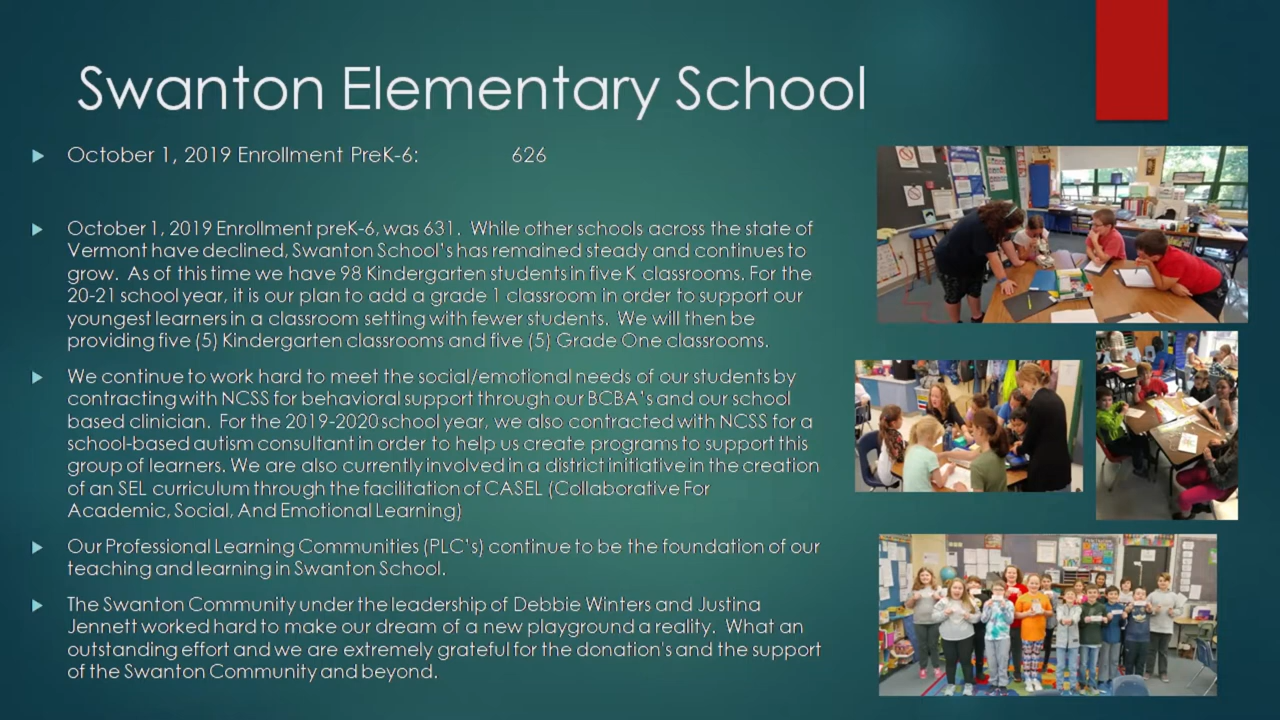 Swanton Elementary School
October 1, 2019 Enrollment PreK-6: 626
October 1, 2019 Enrollment preK-6, was 631. While other schools across the state of
Vermont have declined, Swanton School's has remained steady and continues to
grow. As of this time we have 98 Kindergarten students in five K classrooms. For the
20-21 school year, it is our plan to add a grade 1 classroom in order to support our
youngest learners in a classroom setting with fewer students. We will then be
providing five (5) Kindergarten classrooms and five (5) Grade One classrooms.
We continue to work hard to meet the social/emotional needs of our students by
contracting with NCSS for behavioral support through our BCBA's and our school
based clinician. For the 2019-2020 school year, we also contracted with NCSS for a
school-based autism consultant in order to help us create programs to support this
group of learners. We are also currently involved in a district initiative in the creation
of an SEL curriculum through the facilitation of CASEL (Collaborative For
Academic, Social, And Emotional Learning)
Our Professional Learning Communities (PLC's) continue to be the foundation of our
teaching and learning in Swanton School.
The Swanton Community under the leadership of Debbie Winters and Justina
Jennett worked hard to make our dream of a new playground a reality. What an
outstanding effort and we are extremely grateful for the donation's and the support
of the Swanton Community and beyond.